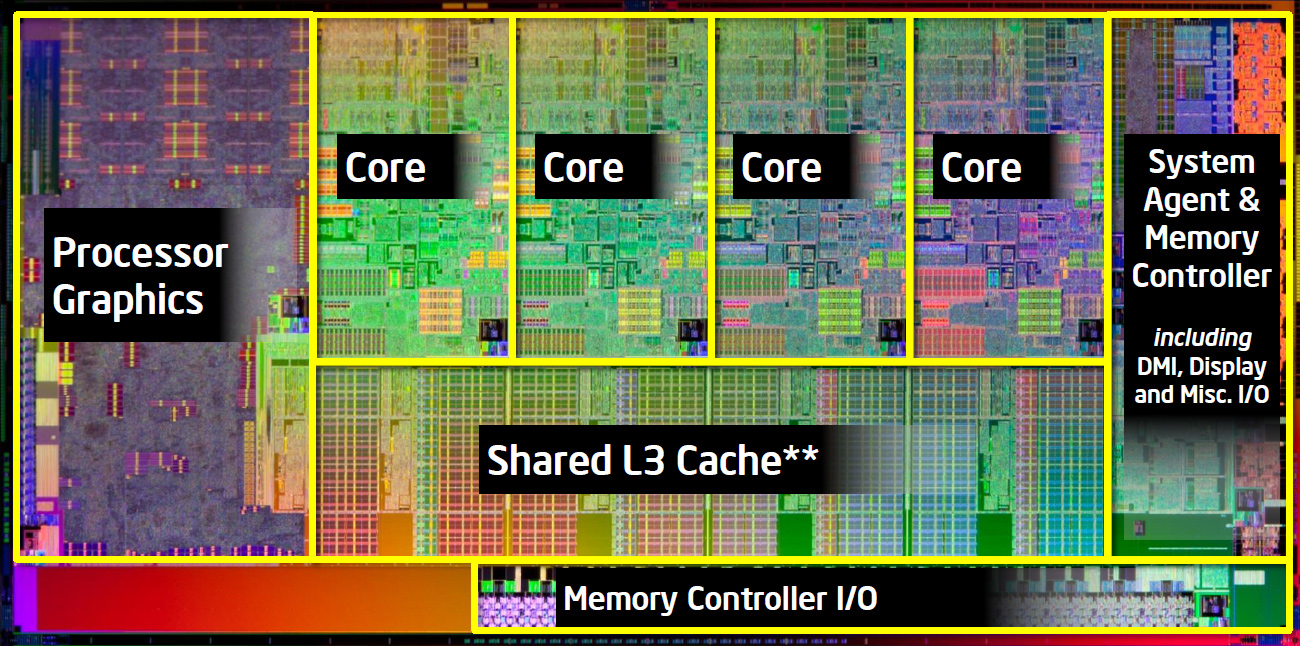 Processor
Graphics
Core
Core
Core
Core
System
Agent &
Memory
Controller
including
DMI, Display
and Misc. I/O
Shared L3 Cache**
Memory Controller I/O